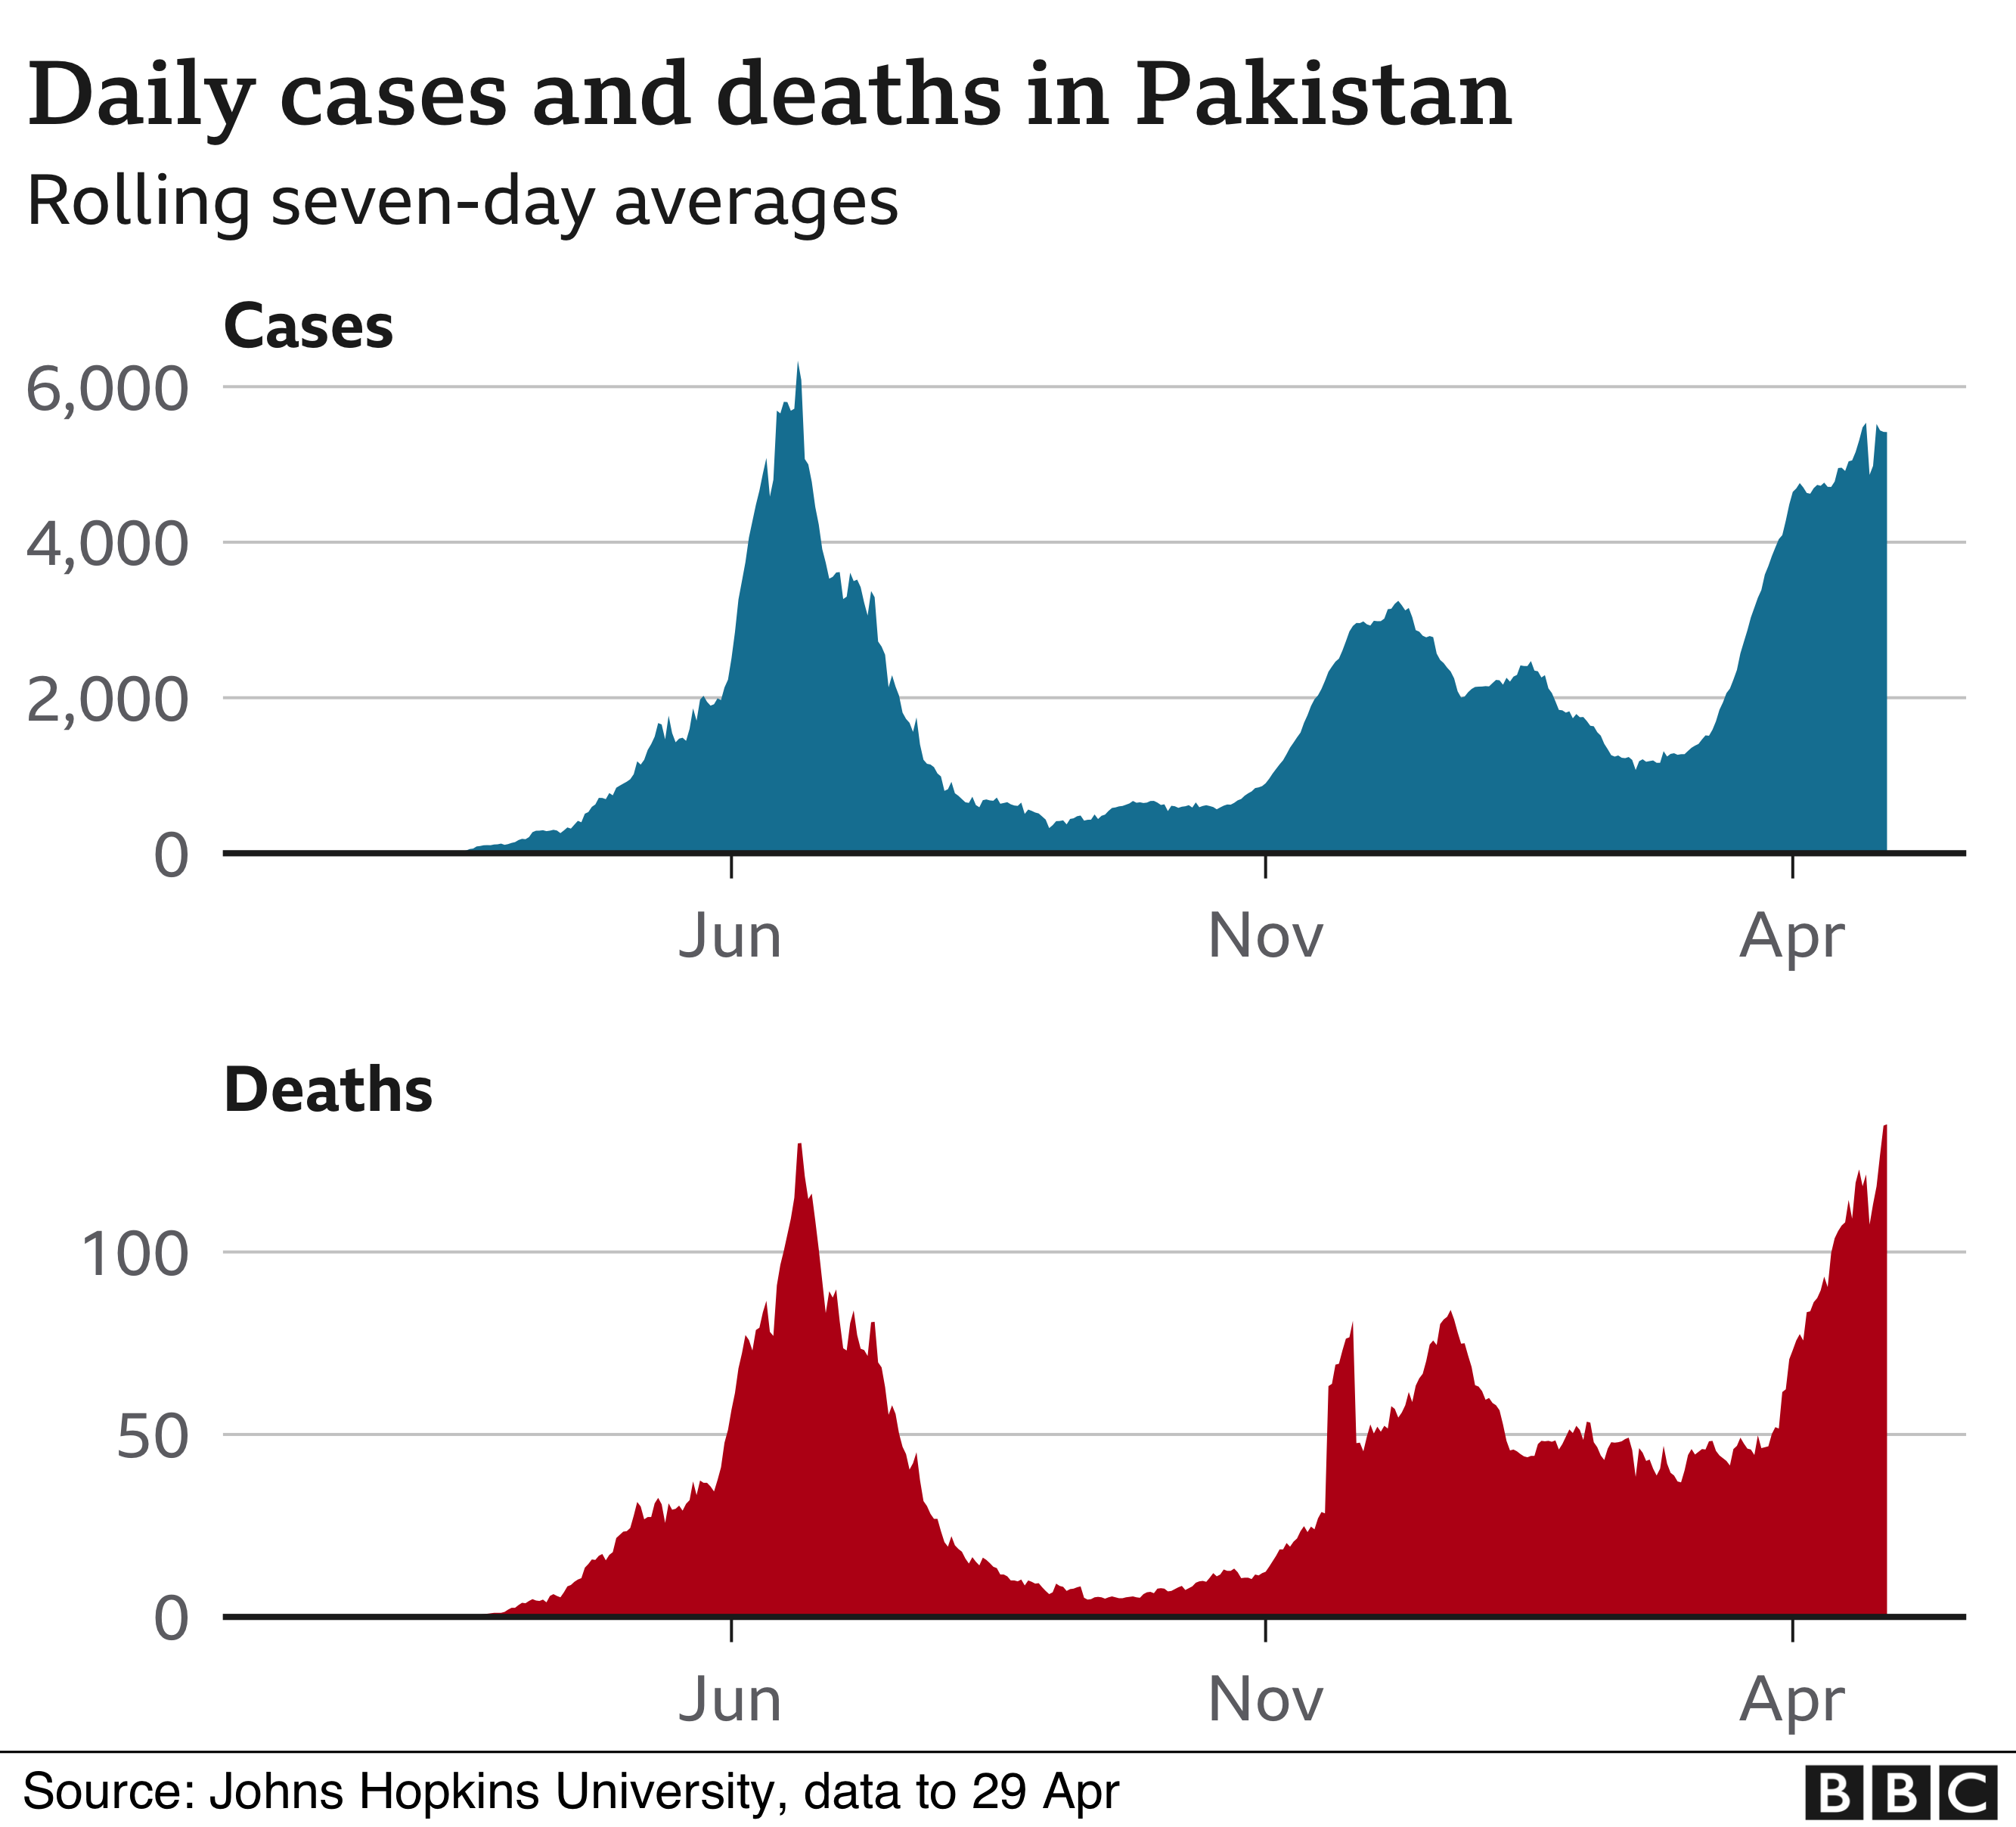 Daily cases and deaths in Pakistan
Rolling seven-day averages
Cases
6,000
4,000
2,000
0
Jun Nov Apr
Deaths
100
50
0
Jun Nov Apr
Source: Johns Hopkins University, data to 29 Apr
BBC